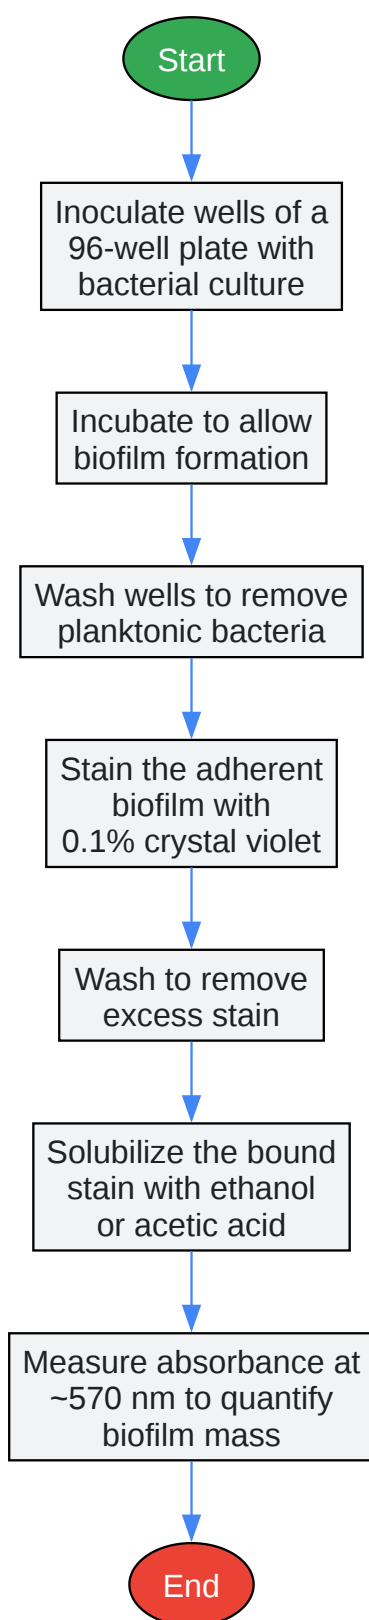 Start
Inoculate wells of a
96-well plate with
bacterial culture
Incubate to allow
biofilm formation
Wash wells to remove
planktonic bacteria
Stain the adherent
biofilm with
0.1% crystal violet
Wash to remove
excess stain
Solubilize the bound
stain with ethanol
or acetic acid
Measure absorbance at
~570 nm to quantify
biofilm mass
End